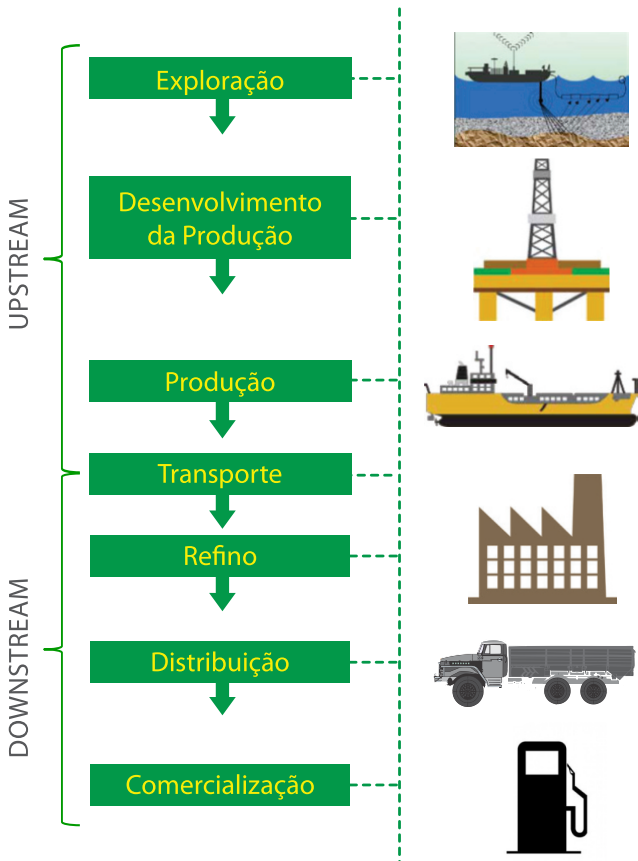 UPSTREAM
Exploração
Desenvolvimento
da Produção
Produção
Transporte
DOWNSTREAM
Refino
Distribuição
Comercialização